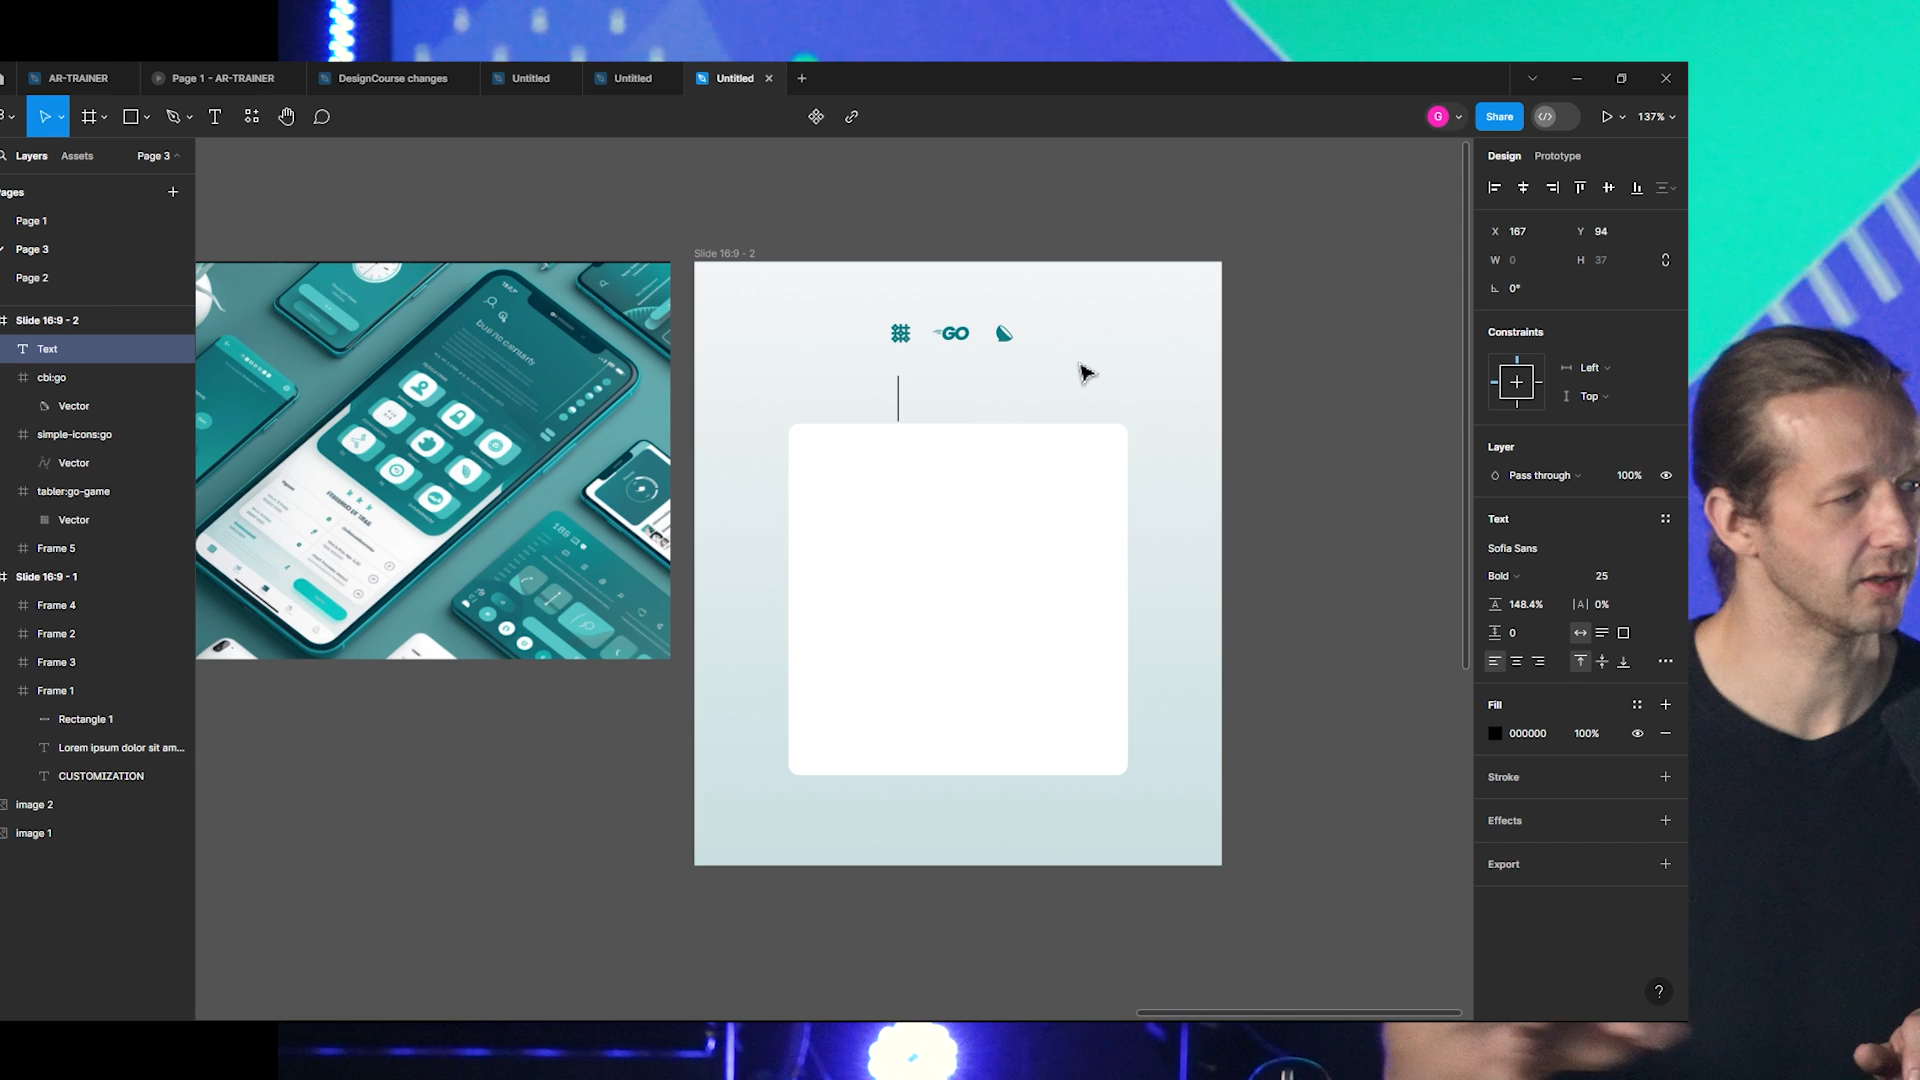 AR-TRAINER
Page 1 - AR-TRAINER
DesignCourse changes
Untitled
Untitled
Untitled
G
Share
137%
Layers
Assets
Page 3
Pages
Page 1
Page 3
Page 2
Slide 16:9 - 2
Text
cbi:go
Vector
simple-icons:go
Vector
tabler:go-game
Vector
Frame 5
Slide 16:9 - 1
Frame 4
Frame 2
Frame 3
Frame 1
Rectangle 1
Lorem ipsum dolor sit am...
CUSTOMIZATION
image 2
image 1
Slide 16:9 - 2
GO
Design
Prototype
X 167
Y 94
W 0
H 37
0°
Constraints
Left
Top
Layer
Pass through
100%
Text
Sofia Sans
Bold
25
148.4%
|A| 0%
0
Fill
000000
100%
Stroke
Effects
Export
?